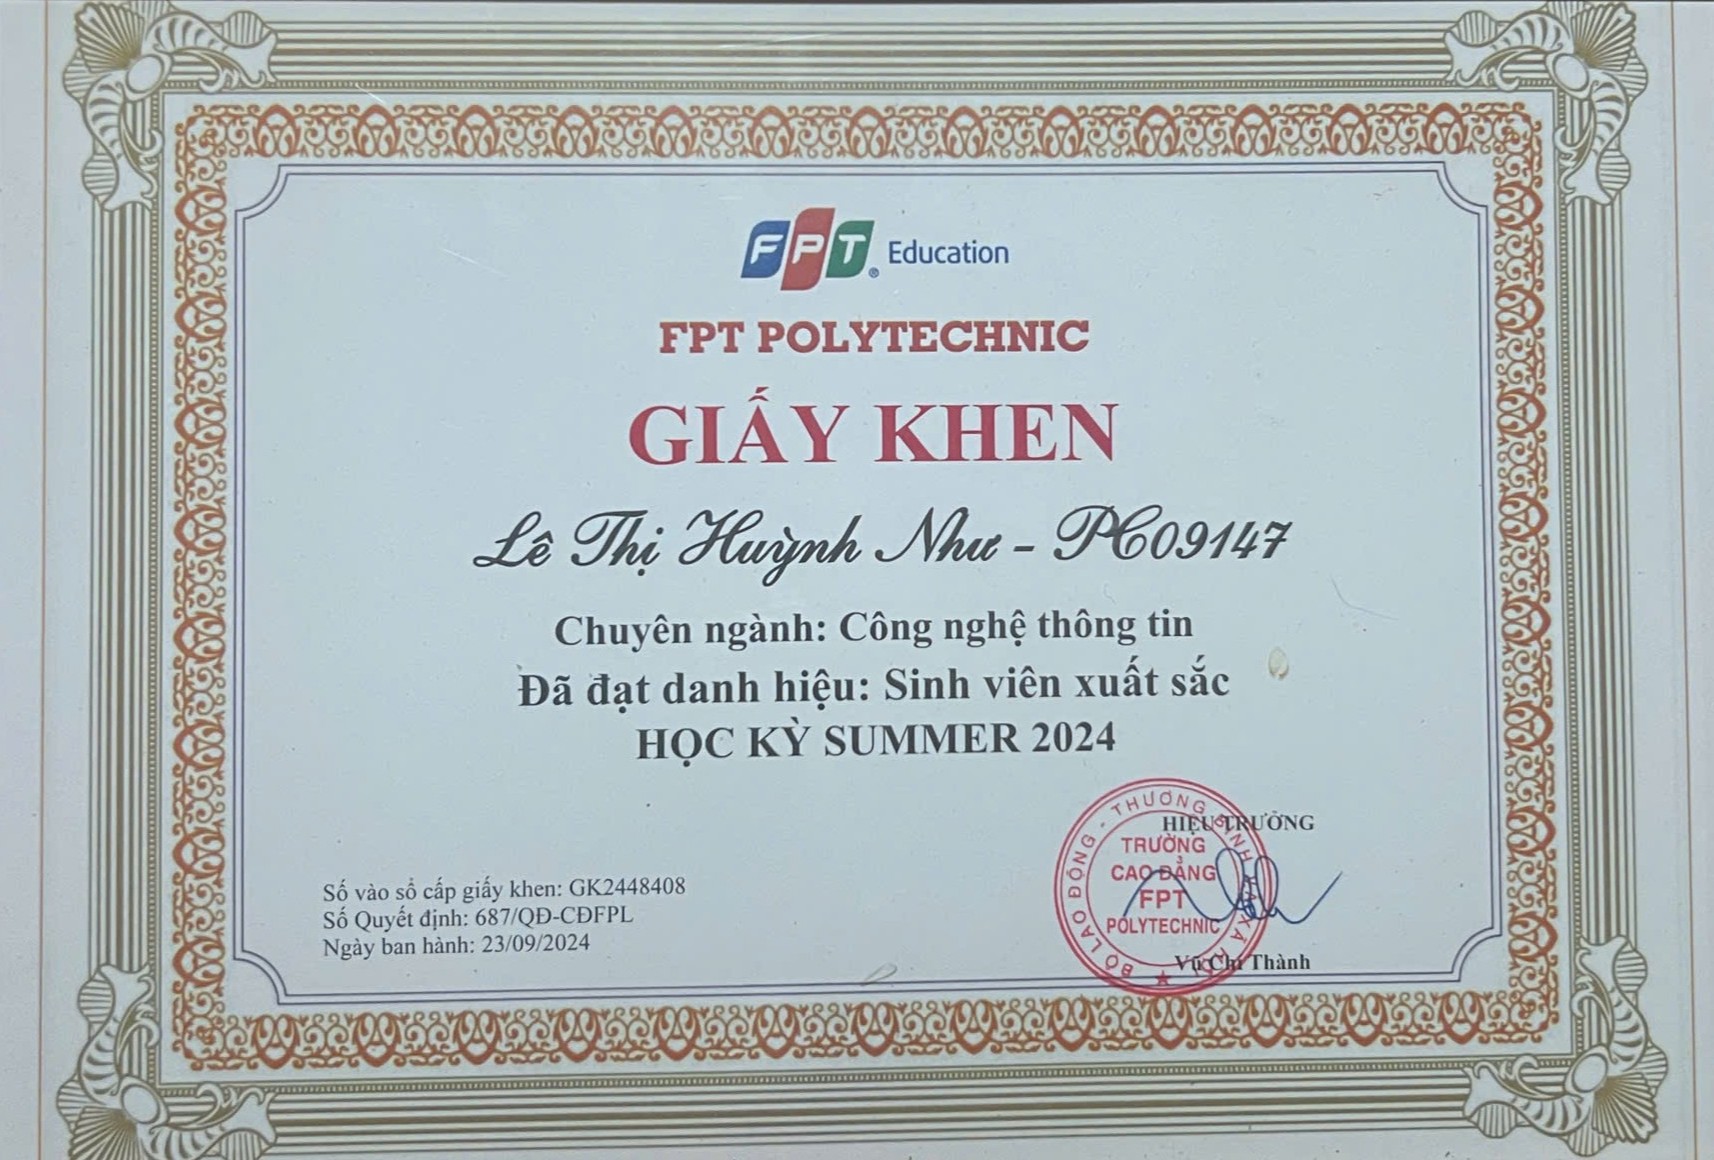 FPT® Education
FPT POLYTECHNIC
GIẤY KHEN
Lê Thị Huỳnh Như - PC09147
Chuyên ngành: Công nghệ thông tin
Đã đạt danh hiệu: Sinh viên xuất sắc
HỌC KỲ SUMMER 2024
HIỆU TRƯỞNG
BỘ LAO ĐỘNG - THƯƠNG BINH VÀ XÃ
TRƯỜNG
CAO ĐẲNG
FPT
POLYTECHNIC
Vũ Chí Thành
Số vào sổ cấp giấy khen: GK2448408
Số Quyết định: 687/QĐ-CĐFPL
Ngày ban hành: 23/09/2024